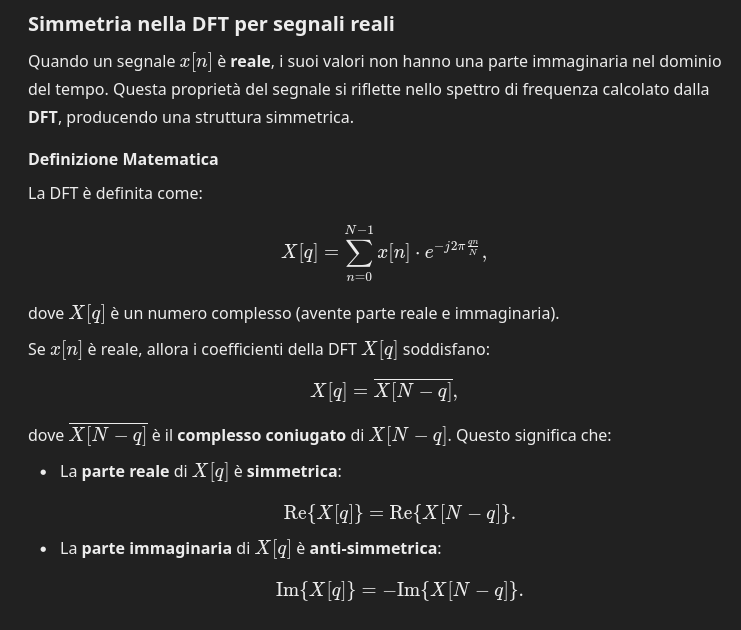 Simmetria nella DFT per segnali reali
Quando un segnale x[n] è reale, i suoi valori non hanno una parte immaginaria nel dominio
del tempo. Questa proprietà del segnale si riflette nello spettro di frequenza calcolato dalla
DFT, producendo una struttura simmetrica.
Definizione Matematica
La DFT è definita come:
$X[q] = \sum_{n=0}^{N-1} x[n] \cdot e^{-j2\pi \frac{qn}{N}},$
dove $X[q]$ è un numero complesso (avente parte reale e immaginaria).
Se $x[n]$ è reale, allora i coefficienti della DFT $X[q]$ soddisfano:
$X[q] = \overline{X[N-q]},$
dove $\overline{X[N-q]}$ è il complesso coniugato di $X[N-q]$. Questo significa che:
• La parte reale di $X[q]$ è simmetrica:
$\mathrm{Re}\{X[q]\} = \mathrm{Re}\{X[N-q]\}.$
• La parte immaginaria di $X[q]$ è anti-simmetrica:
$\mathrm{Im}\{X[q]\} = -\mathrm{Im}\{X[N-q]\}.$